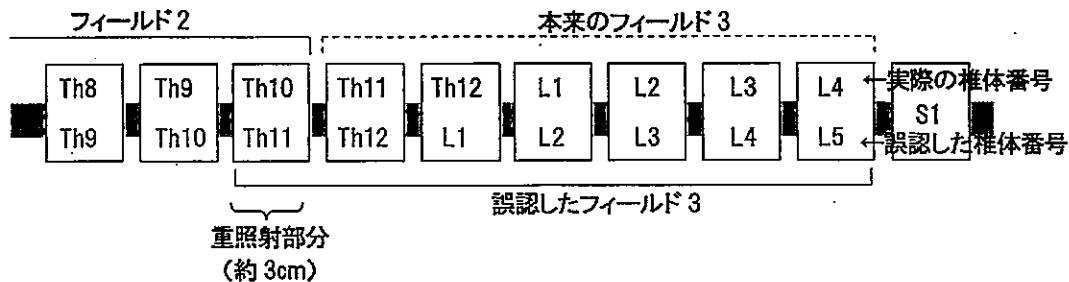 フィールド2 本来のフィールド3
Th8 Th9 Th10 Th11 Th12 L1 L2 L3 L4 ←実際の椎体番号
S1
Th9 Th10 Th11 Th12 L1 L2 L3 L4 L5 ←誤認した椎体番号
誤認したフィールド3
重照射部分
(約3cm)